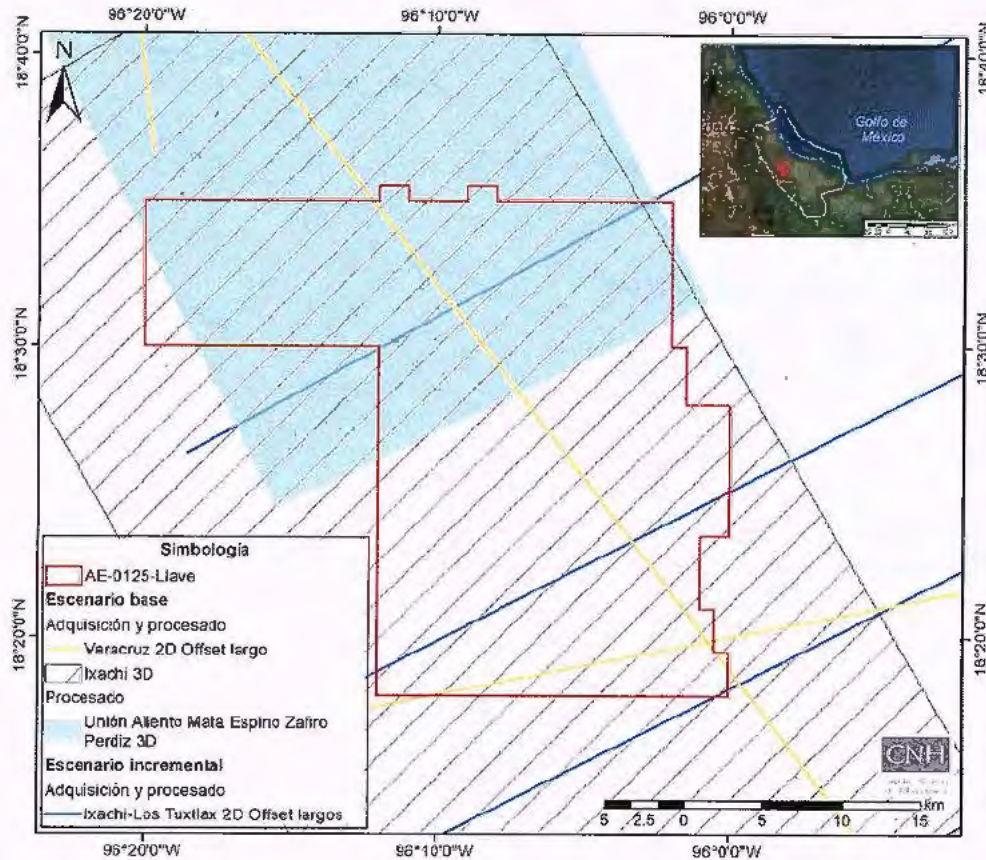 96°20'0"W 96°10'0"W 96°0'0"W
18°40'0"N
18°40'0"N
N
Golfo de
México
18°30'0"N
18°30'0"N
Simbología
AE-0125-Llave
Escenario base
Adquisición y procesado
Veracruz 2D Offset largo
Ixachi 3D
Procesado
Unión Aliento Mata Espino Zafiro
Perdiz 3D
Escenario incremental
Adquisición y procesado
Ixachi-Los Tuxtlax 2D Offset largos
18°20'0"N
18°20'0"N
CNH
km
5 2.5 0 5 10 15
96°20'0"W 96°10'0"W 96°0'0"W